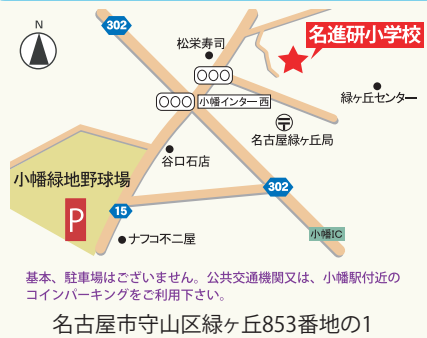 N
302
松栄寿司
名進研小学校
○○○
○○○
小幡インター西
緑ヶ丘センター
〒
名古屋緑ヶ丘局
谷口石店
小幡緑地野球場
P
302
15
ナフコ不二屋
小幡IC
基本、駐車場はございません。公共交通機関又は、小幡駅付近の
コインパーキングをご利用下さい。
名古屋市守山区緑ヶ丘853番地の1